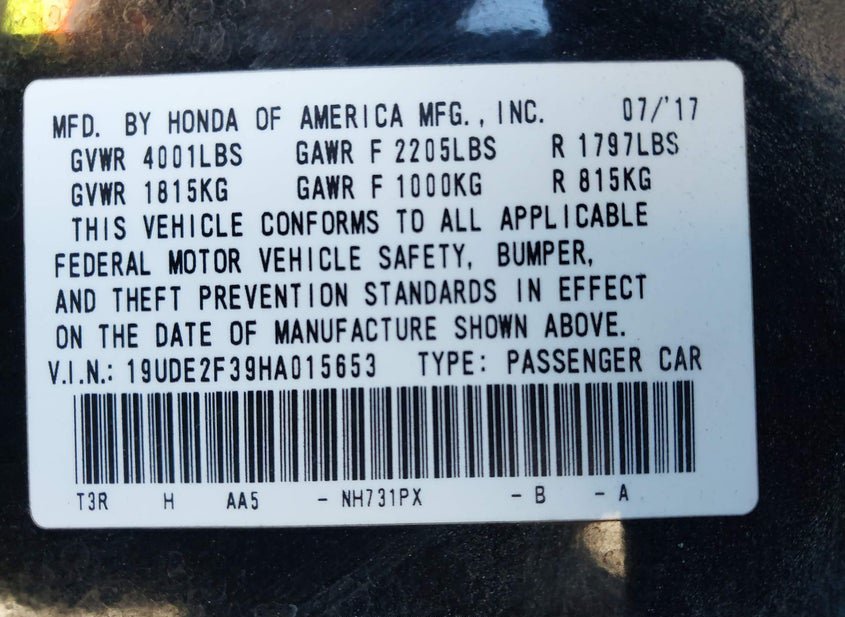 MFD. BY HONDA OF AMERICA MFG., INC. 07/'17
GVWR 4001LBS GAWR F 2205LBS R 1797LBS
GVWR 1815KG GAWR F 1000KG R 815KG
THIS VEHICLE CONFORMS TO ALL APPLICABLE
FEDERAL MOTOR VEHICLE SAFETY, BUMPER,
AND THEFT PREVENTION STANDARDS IN EFFECT
ON THE DATE OF MANUFACTURE SHOWN ABOVE.
V.I.N.: 19UDE2F39HA015653 TYPE: PASSENGER CAR
T3R H AA5 - NH731PX - B - A